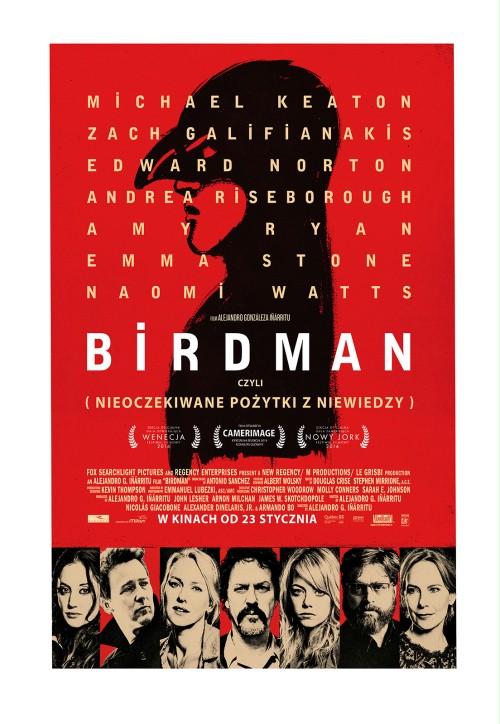 MiCHAEL KEATON
ZACH GALiFiANAKiS
EDWARD NORTON
ANDREA RiSEBOROUGH
AMY RYAN
EMMA STONE
NAOMi WATTS
FILM ALEJANDRO GONZÁLEZA IÑÁRRITU
BiRDMAN
CZYLI
( NIEOCZEKIWANE POŻYTKI Z NIEWIEDZY )
WENECJA
2014
CAMERIMAGE
NOWY JORK
2014
FOX SEARCHLIGHT PICTURES AND REGENCY ENTERPRISES PRESENT A NEW REGENCY/ M PRODUCTIONS/ LE GRISBI PRODUCTION
AN ALEJANDRO G. IÑÁRRITU FILM "BIRDMAN" ANTONIO SANCHEZ ALBERT WOLSKY DOUGLAS CRISE STEPHEN MIRRIONE, A.C.E.
KEVIN THOMPSON EMMANUEL LUBEZKI, ASC/AMC CHRISTOPHER WOODROW MOLLY CONNERS SARAH E. JOHNSON
ALEJANDRO G. IÑÁRRITU JOHN LESHER ARNON MILCHAN JAMES W. SKOTCHDOPOLE ALEJANDRO G. IÑÁRRITU
NICOLÁS GIACOBONE ALEXANDER DINELARIS, JR. & ARMANDO BO ALEJANDRO G. IÑÁRRITU
W KINACH OD 23 STYCZNIA